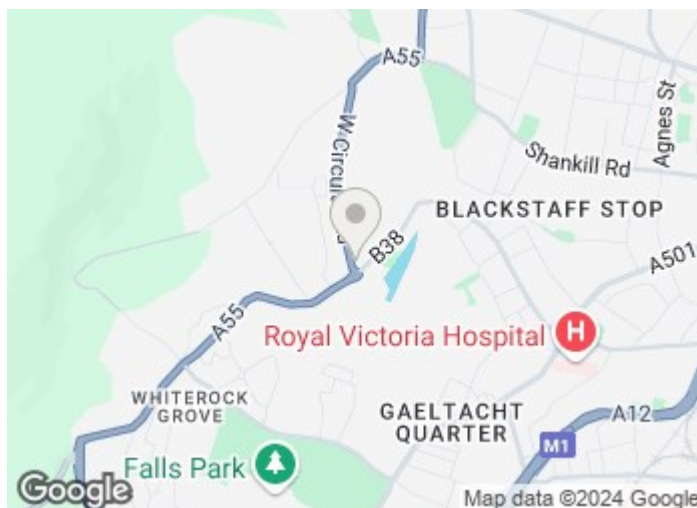 A55
Agnes St
W Circular
Shankill Rd
BLACKSTAFF STOP
B38
A501
A55
Royal Victoria Hospital
H
WHITEROCK
GROVE
GAELTACHT
QUARTER
A12
M1
Falls Park
Google
Map data ©2024 Google